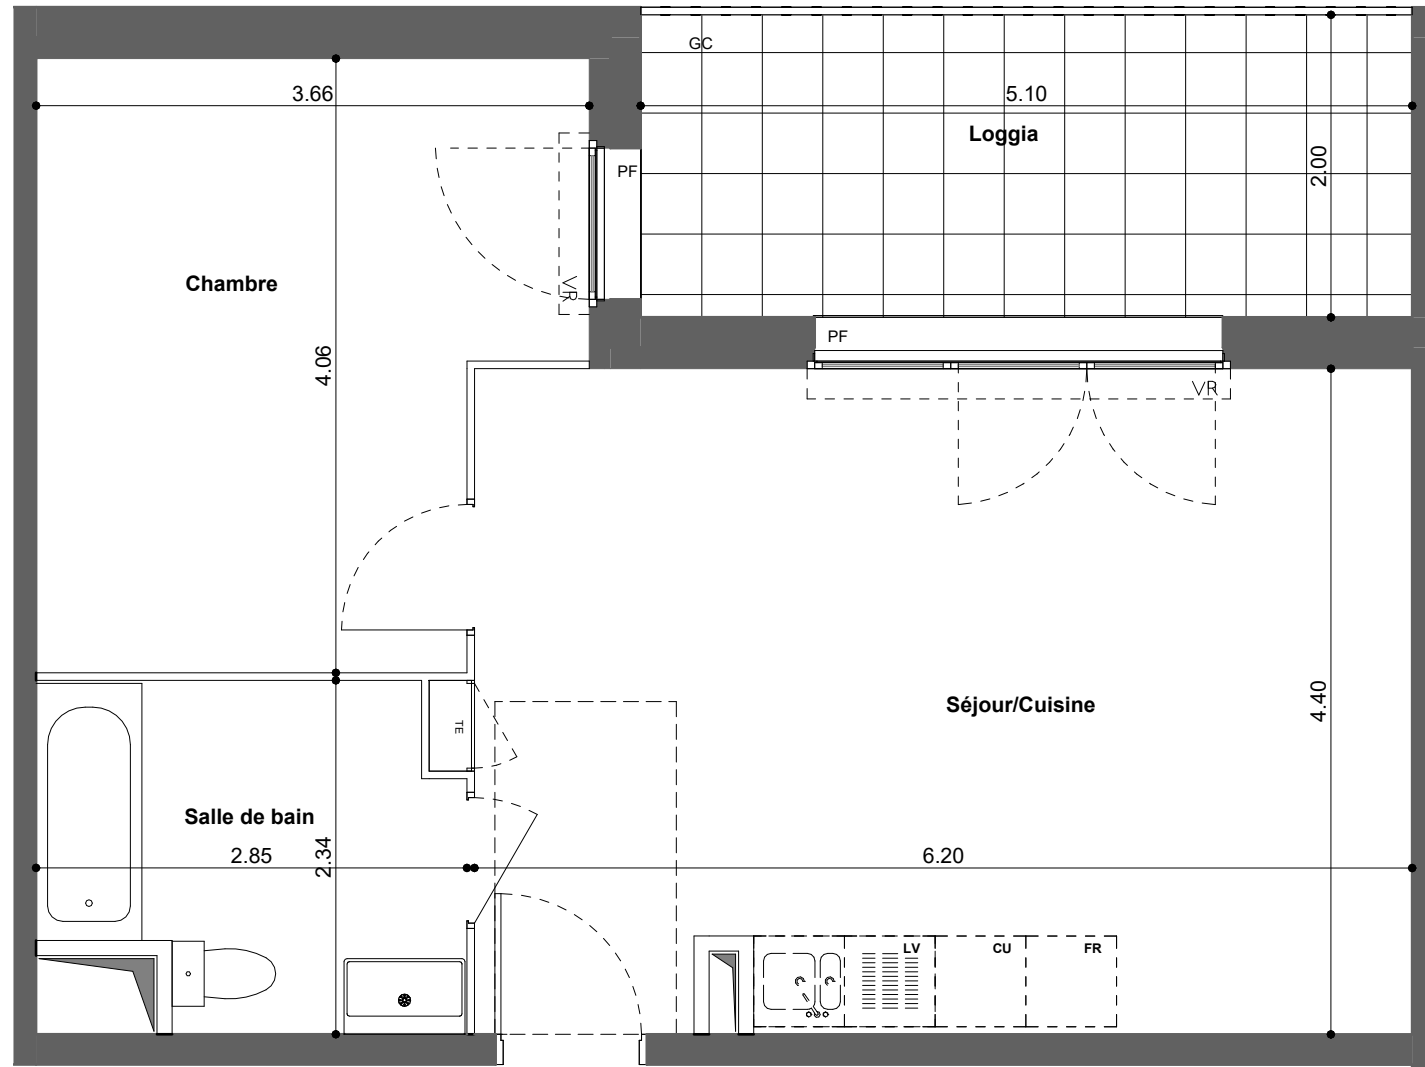 GC
3.66
5.10
Loggia
2.00
PF
Chambre
VR
PF
4.06
VR
4.40
Séjour/Cuisine
TE
Salle de bain
2.85
2.34
6.20
LV
CU
FR